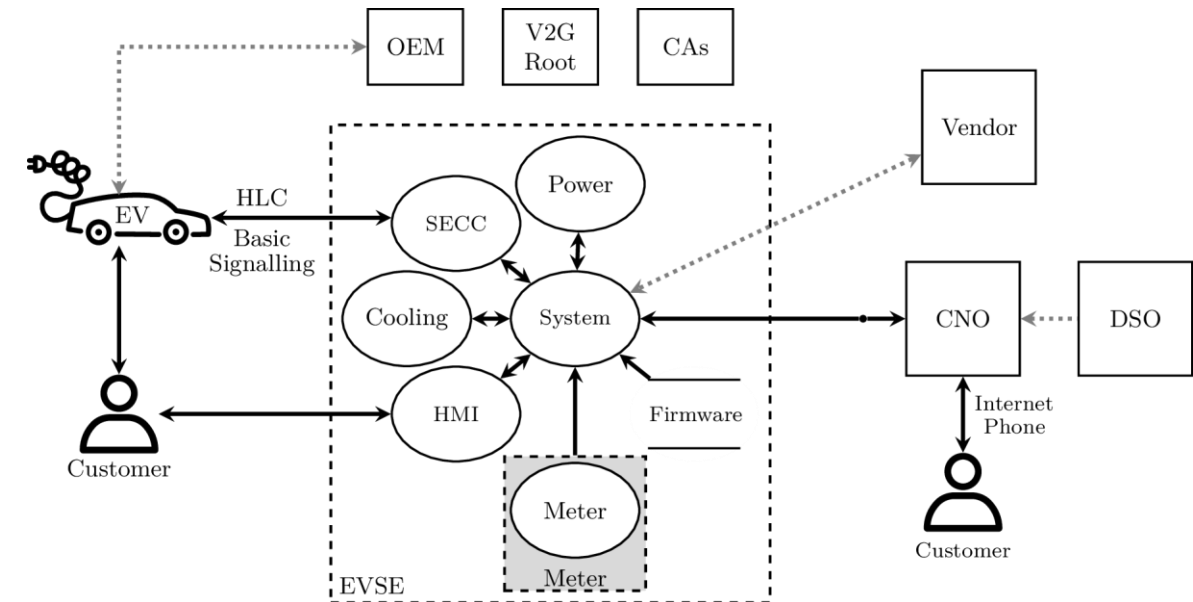 OEM
V2G
Root
CAs
Vendor
Power
EV
HLC
Basic
Signalling
SECC
Cooling
System
CNO
DSO
HMI
Firmware
Internet
Phone
Customer
Meter
Customer
Meter
EVSE